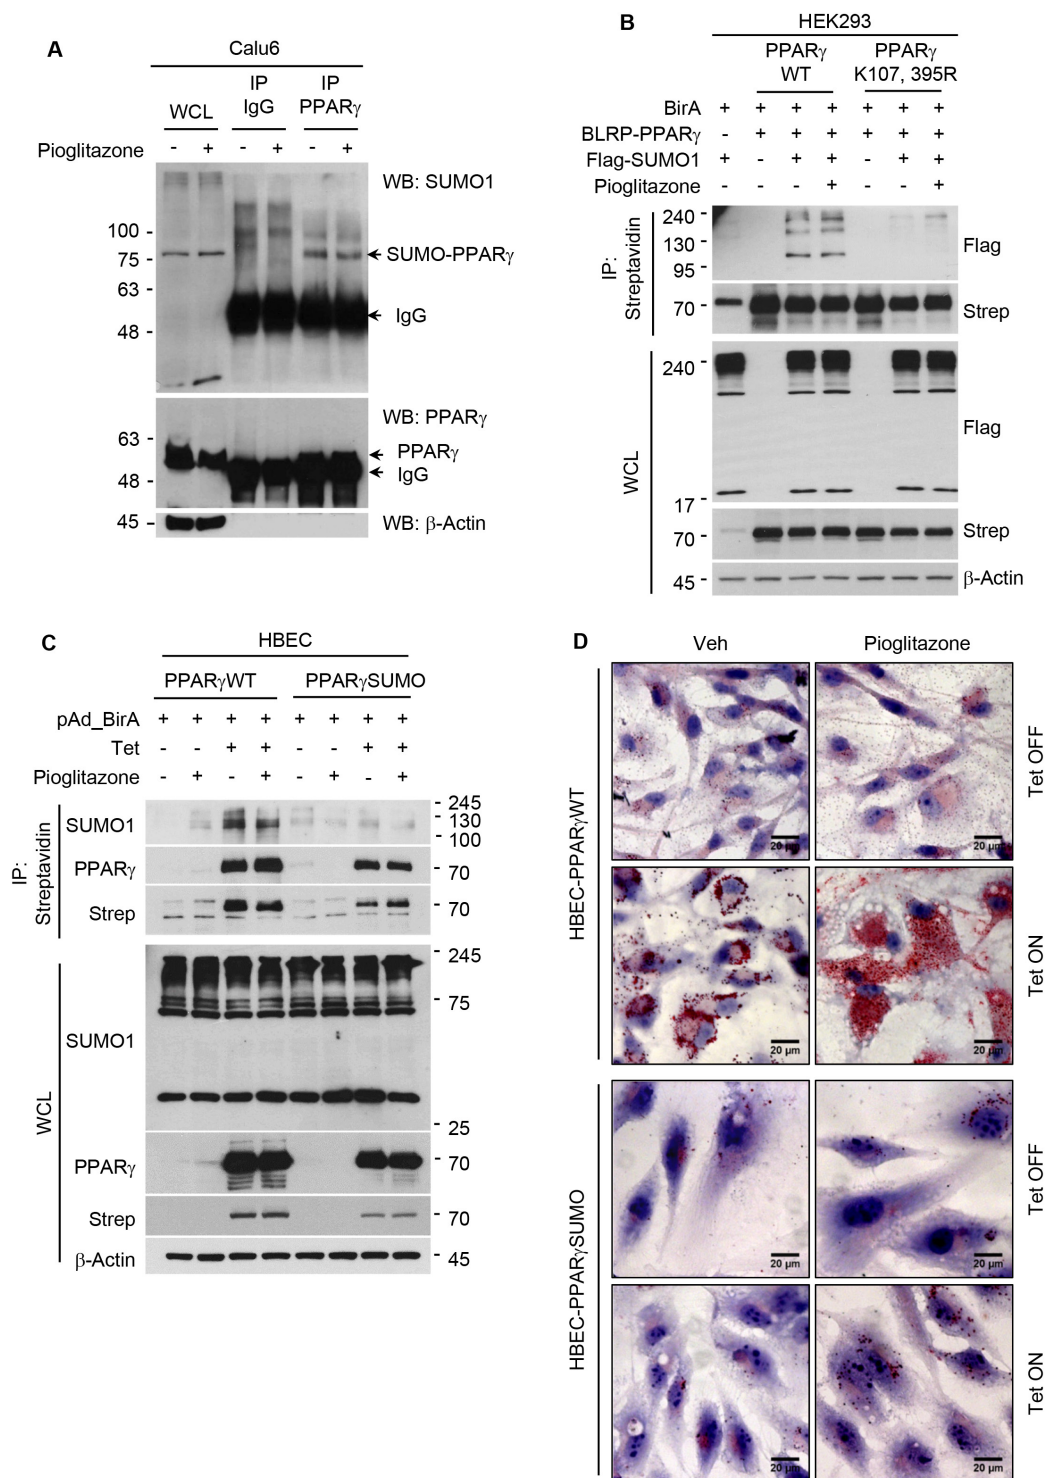 A
Calu6
WCL
IP
IgG
IP
PPARγ
Pioglitazone - + - + - +
WB: SUMO1
100 -
75 -
63 -
48 -
SUMO-PPARγ
IgG
WB: PPARγ
63 -
48 -
PPARγ
IgG
45 -
WB: β-Actin
B
HEK293
PPARγ
WT
PPARγ
K107, 395R
BirA + + + + + + +
BLRP-PPARγ - + + + + + +
Flag-SUMO1 + - + + - + +
Pioglitazone - - - + - - +
IP:
Streptavidin
240 -
130 -
95 -
Flag
70 -
Strep
WCL
240 -
17 -
Flag
70 -
Strep
45 -
β-Actin
C
HBEC
PPARγWT
PPARγSUMO
pAd_BirA + + + + + + + +
Tet - - + + - - + +
Pioglitazone - + - + - + - +
IP:
Streptavidin
SUMO1
- 245
- 130
- 100
PPARγ
- 70
Strep
- 70
WCL
SUMO1
- 245
- 75
- 25
PPARγ
- 70
Strep
- 70
β-Actin
- 45
D
Veh
Pioglitazone
HBEC-PPARγWT
Tet OFF
20 µm
20 µm
Tet ON
20 µm
20 µm
HBEC-PPARγSUMO
Tet OFF
20 µm
20 µm
Tet ON
20 µm
20 µm